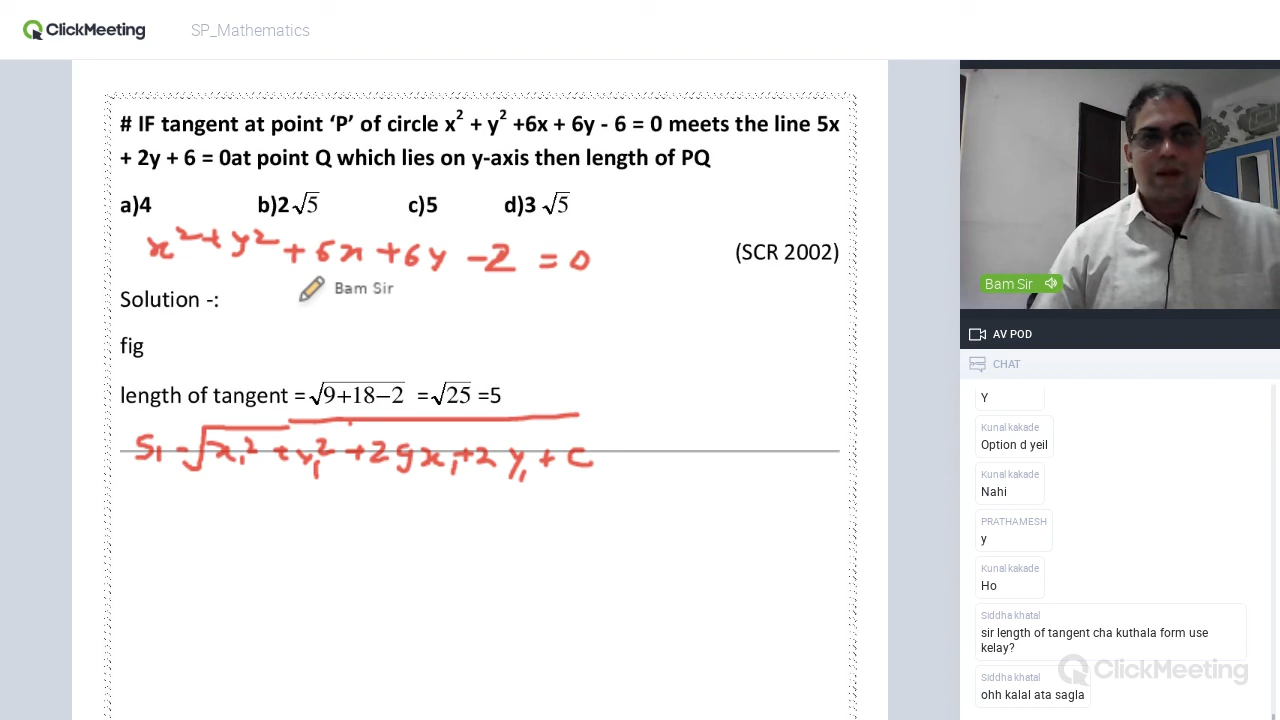 ClickMeeting
SP_Mathematics
# IF tangent at point ‘P’ of circle x² + y² +6x + 6y - 6 = 0 meets the line 5x
+ 2y + 6 = 0at point Q which lies on y-axis then length of PQ
a)4 b)2√5 c)5 d)3 √5
x² + y² + 6x + 6y - 2 = 0
(SCR 2002)
Bam Sir
Solution -:
fig
length of tangent = √9+18−2 = √25 =5
S₁ = √x₁² + y₁² + 2gx₁ + 2y₁ + c
Bam Sir
AV POD
CHAT
Y
Kunal kakade
Option d yeil
Kunal kakade
Nahi
PRATHAMESH
y
Kunal kakade
Ho
Siddha khatal
sir length of tangent cha kuthala form use
kelay?
ClickMeeting
Siddha khatal
ohh kalal ata sagla